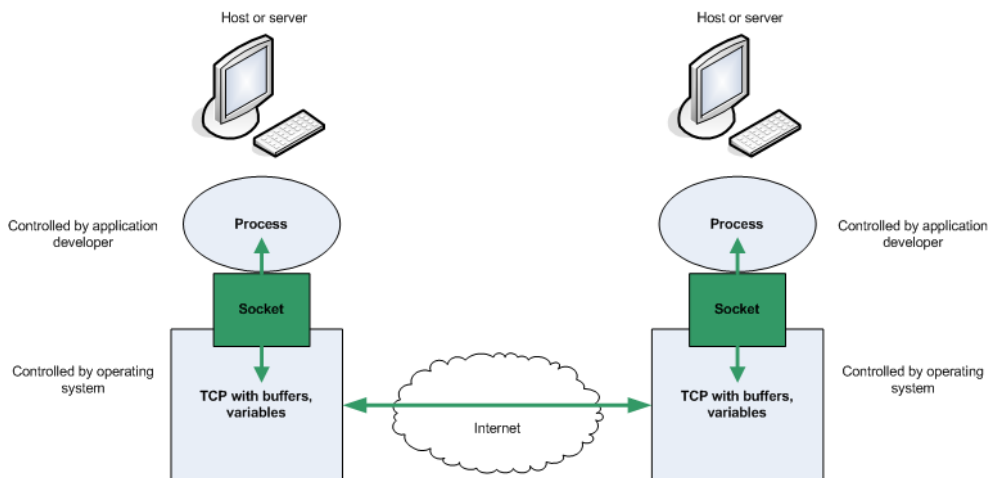 Host or server
Host or server
Controlled by application
developer
Process
Process
Controlled by application
developer
Socket
Socket
Controlled by operating
system
TCP with buffers,
variables
Internet
TCP with buffers,
variables
Controlled by operating
system